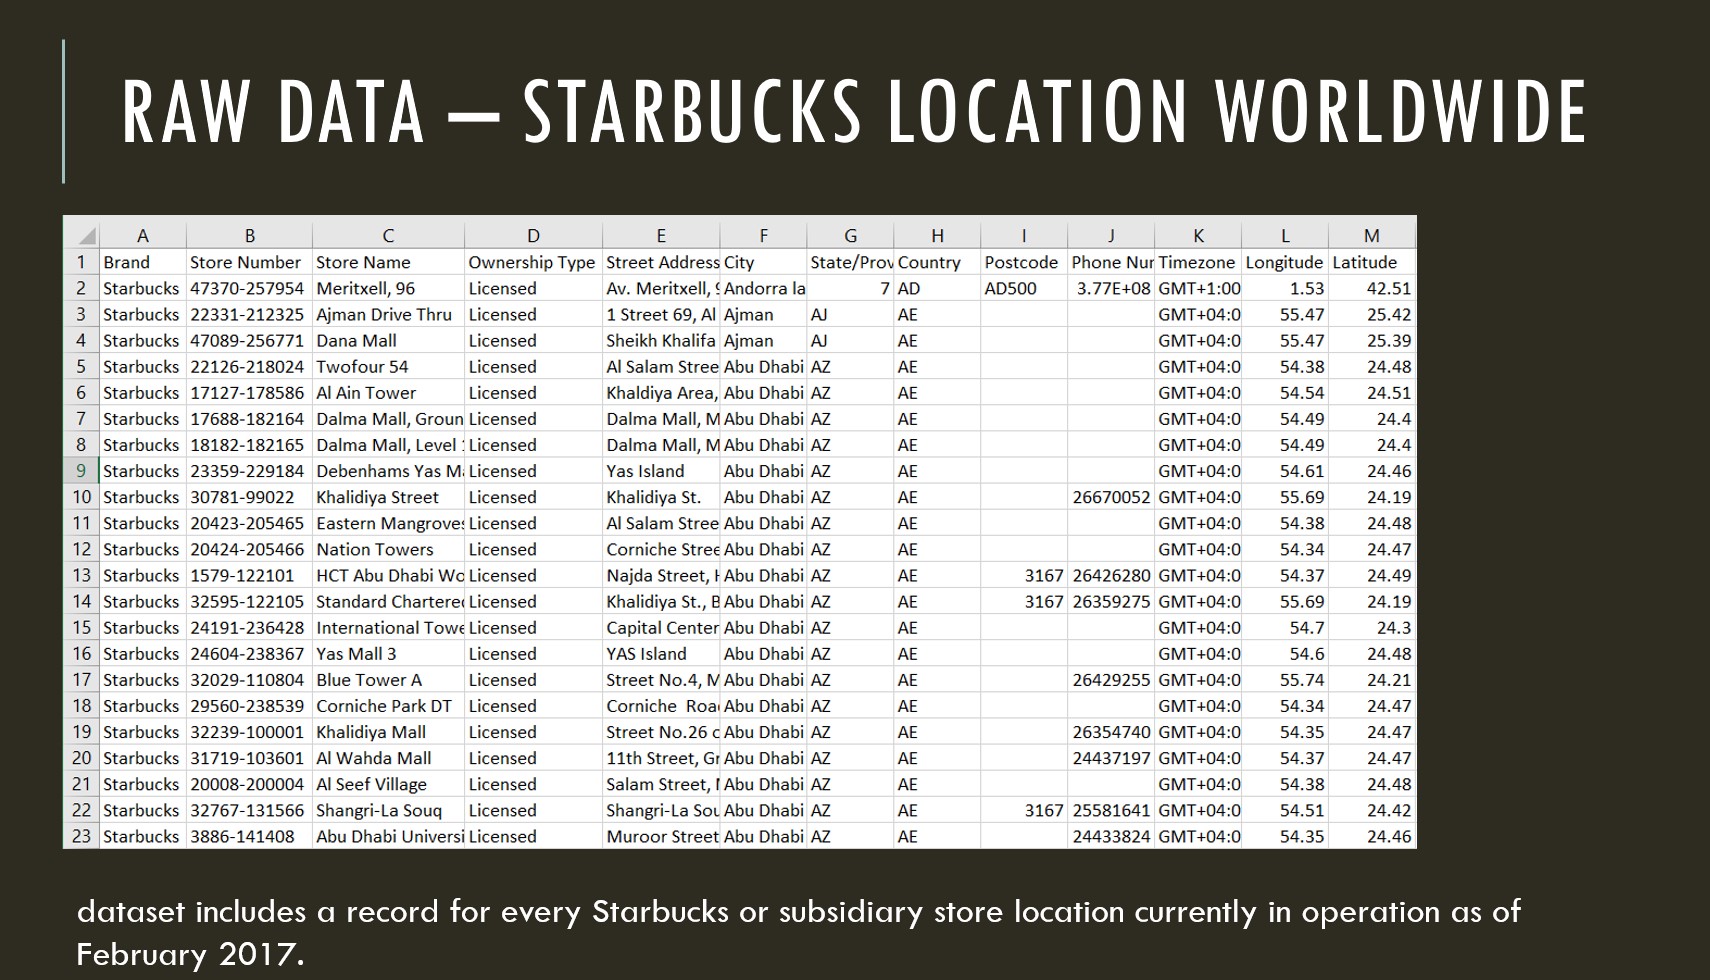 RAW DATA – STARBUCKS LOCATION WORLDWIDE
A B C D E F G H I J K L M
1 Brand Store Number Store Name Ownership Type Street Address City State/Prov Country Postcode Phone Nur Timezone Longitude Latitude
2 Starbucks 47370-257954 Meritxell, 96 Licensed Av. Meritxell, 9 Andorra la 7 AD AD500 3.77E+08 GMT+1:00 1.53 42.51
3 Starbucks 22331-212325 Ajman Drive Thru Licensed 1 Street 69, Al Ajman AJ AE GMT+04:0 55.47 25.42
4 Starbucks 47089-256771 Dana Mall Licensed Sheikh Khalifa Ajman AJ AE GMT+04:0 55.47 25.39
5 Starbucks 22126-218024 Twofour 54 Licensed Al Salam Stree Abu Dhabi AZ AE GMT+04:0 54.38 24.48
6 Starbucks 17127-178586 Al Ain Tower Licensed Khaldiya Area, Abu Dhabi AZ AE GMT+04:0 54.54 24.51
7 Starbucks 17688-182164 Dalma Mall, Groun Licensed Dalma Mall, M Abu Dhabi AZ AE GMT+04:0 54.49 24.4
8 Starbucks 18182-182165 Dalma Mall, Level Licensed Dalma Mall, M Abu Dhabi AZ AE GMT+04:0 54.49 24.4
9 Starbucks 23359-229184 Debenhams Yas Ma Licensed Yas Island Abu Dhabi AZ AE GMT+04:0 54.61 24.46
10 Starbucks 30781-99022 Khalidiya Street Licensed Khalidiya St. Abu Dhabi AZ AE 26670052 GMT+04:0 55.69 24.19
11 Starbucks 20423-205465 Eastern Mangroves Licensed Al Salam Stree Abu Dhabi AZ AE GMT+04:0 54.38 24.48
12 Starbucks 20424-205466 Nation Towers Licensed Corniche Stree Abu Dhabi AZ AE GMT+04:0 54.34 24.47
13 Starbucks 1579-122101 HCT Abu Dhabi Wo Licensed Najda Street, H Abu Dhabi AZ AE 3167 26426280 GMT+04:0 54.37 24.49
14 Starbucks 32595-122105 Standard Chartered Licensed Khalidiya St., B Abu Dhabi AZ AE 3167 26359275 GMT+04:0 55.69 24.19
15 Starbucks 24191-236428 International Towe Licensed Capital Center Abu Dhabi AZ AE GMT+04:0 54.7 24.3
16 Starbucks 24604-238367 Yas Mall 3 Licensed YAS Island Abu Dhabi AZ AE GMT+04:0 54.6 24.48
17 Starbucks 32029-110804 Blue Tower A Licensed Street No.4, M Abu Dhabi AZ AE 26429255 GMT+04:0 55.74 24.21
18 Starbucks 29560-238539 Corniche Park DT Licensed Corniche Road Abu Dhabi AZ AE GMT+04:0 54.34 24.47
19 Starbucks 32239-100001 Khalidiya Mall Licensed Street No.26 c Abu Dhabi AZ AE 26354740 GMT+04:0 54.35 24.47
20 Starbucks 31719-103601 Al Wahda Mall Licensed 11th Street, Gr Abu Dhabi AZ AE 24437197 GMT+04:0 54.37 24.47
21 Starbucks 20008-200004 Al Seef Village Licensed Salam Street, Abu Dhabi AZ AE GMT+04:0 54.38 24.48
22 Starbucks 32767-131566 Shangri-La Souq Licensed Shangri-La Sou Abu Dhabi AZ AE 3167 25581641 GMT+04:0 54.51 24.42
23 Starbucks 3886-141408 Abu Dhabi Universi Licensed Muroor Street Abu Dhabi AZ AE 24433824 GMT+04:0 54.35 24.46
dataset includes a record for every Starbucks or subsidiary store location currently in operation as of
February 2017.